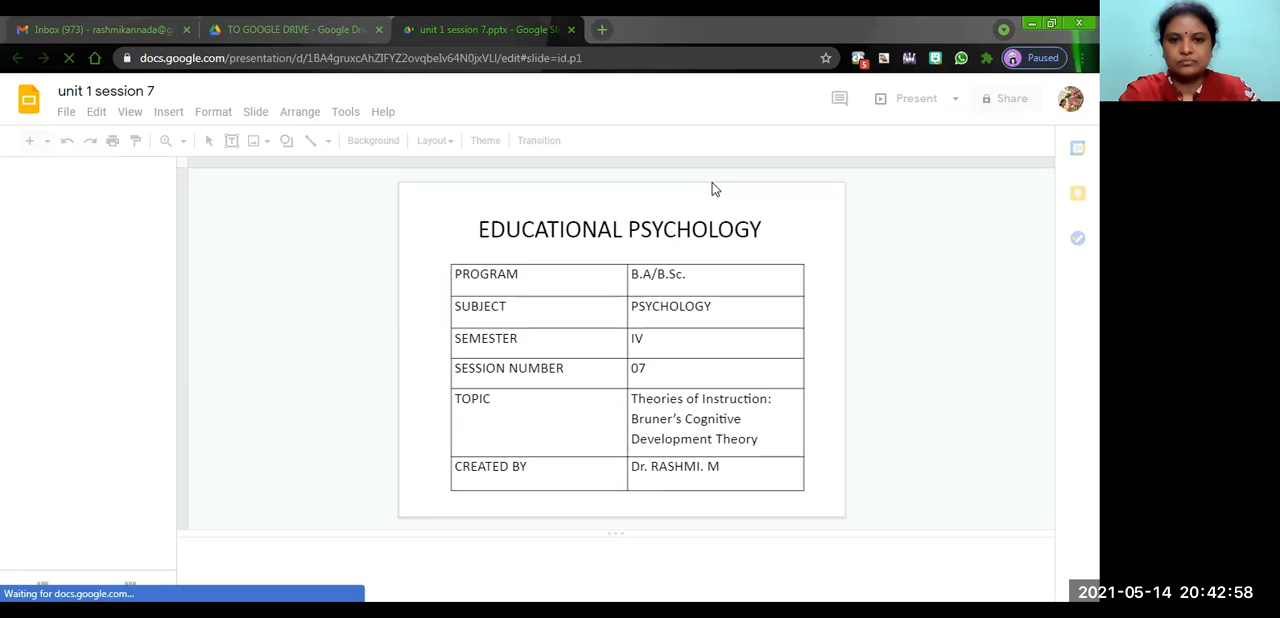 Inbox (973) - rashmikannada@g
TO GOOGLE DRIVE - Google Dri
unit 1 session 7.pptx - Google Sl
docs.google.com/presentation/d/1BA4gruxcAhZlFYZ2ovqbeIv64N0jxVLl/edit#slide=id.p1
5
Paused
unit 1 session 7
File Edit View Insert Format Slide Arrange Tools Help
Present
Share
Background Layout Theme Transition
EDUCATIONAL PSYCHOLOGY
PROGRAM B.A/B.Sc.
SUBJECT PSYCHOLOGY
SEMESTER IV
SESSION NUMBER 07
TOPIC Theories of Instruction:
Bruner's Cognitive
Development Theory
CREATED BY Dr. RASHMI. M
Waiting for docs.google.com...
2021-05-14 20:42:58